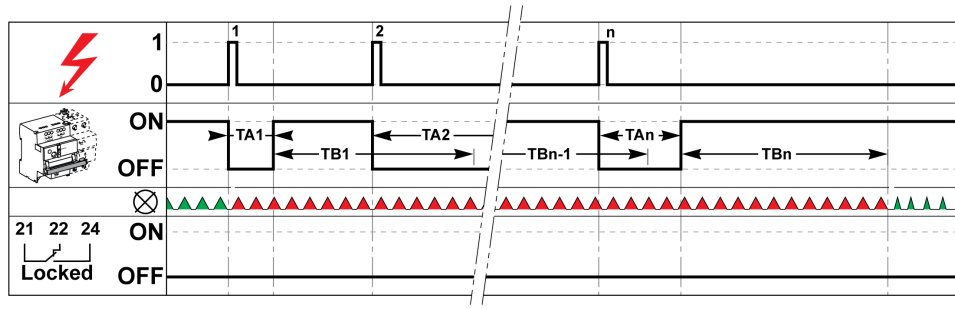 1 2 n
1
0
ON
TA1 TA2 TAn
TB1 TBn-1 TBn
OFF
21 22 24
ON
Locked
OFF